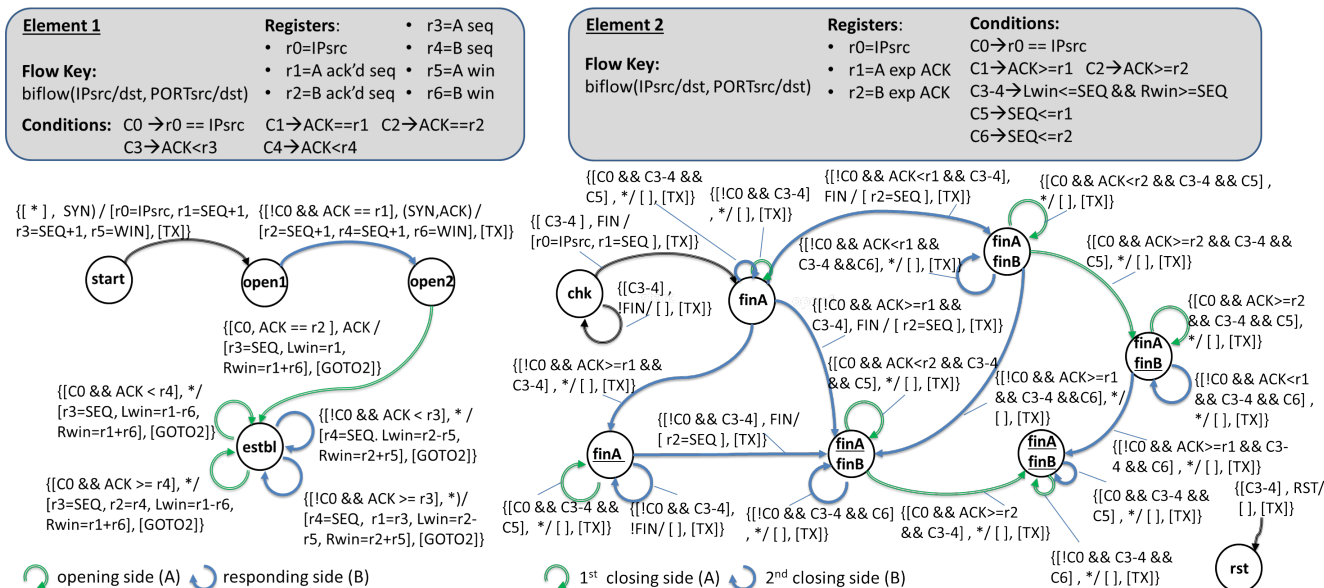 Element 1
Flow Key:
biflow(IPsrc/dst, PORTsrc/dst)
Registers:
• r0=IPsrc
• r1=A ack’d seq
• r2=B ack’d seq
• r3=A seq
• r4=B seq
• r5=A win
• r6=B win
Conditions: C0 →r0 == IPsrc C1→ACK==r1 C2→ACK==r2
C3→ACK<r3 C4→ACK<r4
Element 2
Flow Key:
biflow(IPsrc/dst, PORTsrc/dst)
Registers:
• r0=IPsrc
• r1=A exp ACK
• r2=B exp ACK
Conditions:
C0→r0 == IPsrc
C1→ACK>=r1 C2→ACK>=r2
C3-4→Lwin<=SEQ && Rwin>=SEQ
C5→SEQ<=r1
C6→SEQ<=r2
{[ * ] , SYN) / [r0=IPsrc, r1=SEQ+1,
r3=SEQ+1, r5=WIN], [TX]}
{[!C0 && ACK == r1], (SYN,ACK) /
[r2=SEQ+1, r4=SEQ+1, r6=WIN], [TX]}
start
open1
open2
{[C0, ACK == r2 ], ACK /
[r3=SEQ, Lwin=r1,
Rwin=r1+r6], [GOTO2]}
{[C0 && ACK < r4], */
[r3=SEQ, Lwin=r1-r6,
Rwin=r1+r6], [GOTO2]}
{[!C0 && ACK < r3], * /
[r4=SEQ. Lwin=r2-r5,
Rwin=r2+r5], [GOTO2]}
estbl
{[C0 && ACK >= r4], */
[r3=SEQ, r2=r4, Lwin=r1-r6,
Rwin=r1+r6], [GOTO2]}
{[!C0 && ACK >= r3], *)/
[r4=SEQ, r1=r3, Lwin=r2-
r5, Rwin=r2+r5], [GOTO2]}
opening side (A)
responding side (B)
{[C0 && C3-4 &&
C5] , */ [ ], [TX]}
{[!C0 && C3-4]
, */ [ ], [TX]}
{[!C0 && ACK<r1 && C3-4],
FIN / [ r2=SEQ ], [TX]}
{[C0 && ACK<r2 && C3-4 && C5] ,
*/ [ ], [TX]}
{[ C3-4 ] , FIN /
[r0=IPsrc, r1=SEQ ], [TX]}
{[!C0 && ACK<r1 &&
C3-4 &&C6], */ [ ], [TX]}
finA
finB
{[C0 && ACK>=r2 && C3-4 &&
C5], */ [ ], [TX]}
chk
{[C3-4] ,
!FIN/ [ ], [TX]}
finA
{[!C0 && ACK>=r1 &&
C3-4], FIN / [ r2=SEQ ], [TX]}
{[C0 && ACK>=r2
&& C3-4 && C5],
*/ [ ], [TX]}
finA
finB
{[!C0 && ACK>=r1 &&
C3-4] , */ [ ], [TX]}
{[C0 && ACK<r2 && C3-4
&& C5], */ [ ], [TX]}
{[!C0 && ACK>=r1
&& C3-4 &&C6], */
[ ], [TX]}
{[!C0 && ACK<r1
&& C3-4 && C6] ,
*/ [ ], [TX]}
{[!C0 && C3-4] , FIN/
[ r2=SEQ ], [TX]}
finA
finA
finB
finA
finB
{[!C0 && ACK>=r1 && C3-
4 && C6] , */ [ ], [TX]}
{[C0 && C3-4 &&
C5], */ [ ], [TX]}
{[!C0 && C3-4],
!FIN/ [ ], [TX]}
{[!C0 && C3-4 && C6]
, */ [ ], [TX]}
{[C0 && ACK>=r2
&& C3-4] , */ [ ], [TX]}
{[C0 && C3-4 &&
C5] , */ [ ], [TX]}
{[C3-4] , RST/
[ ], [TX]}
{[!C0 && C3-4 &&
C6] , */ [ ], [TX]}
rst
1st closing side (A)
2nd closing side (B)